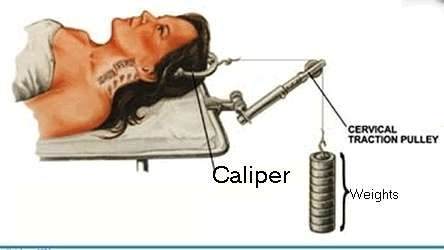 CERVICAL
TRACTION PULLEY
Caliper
Weights